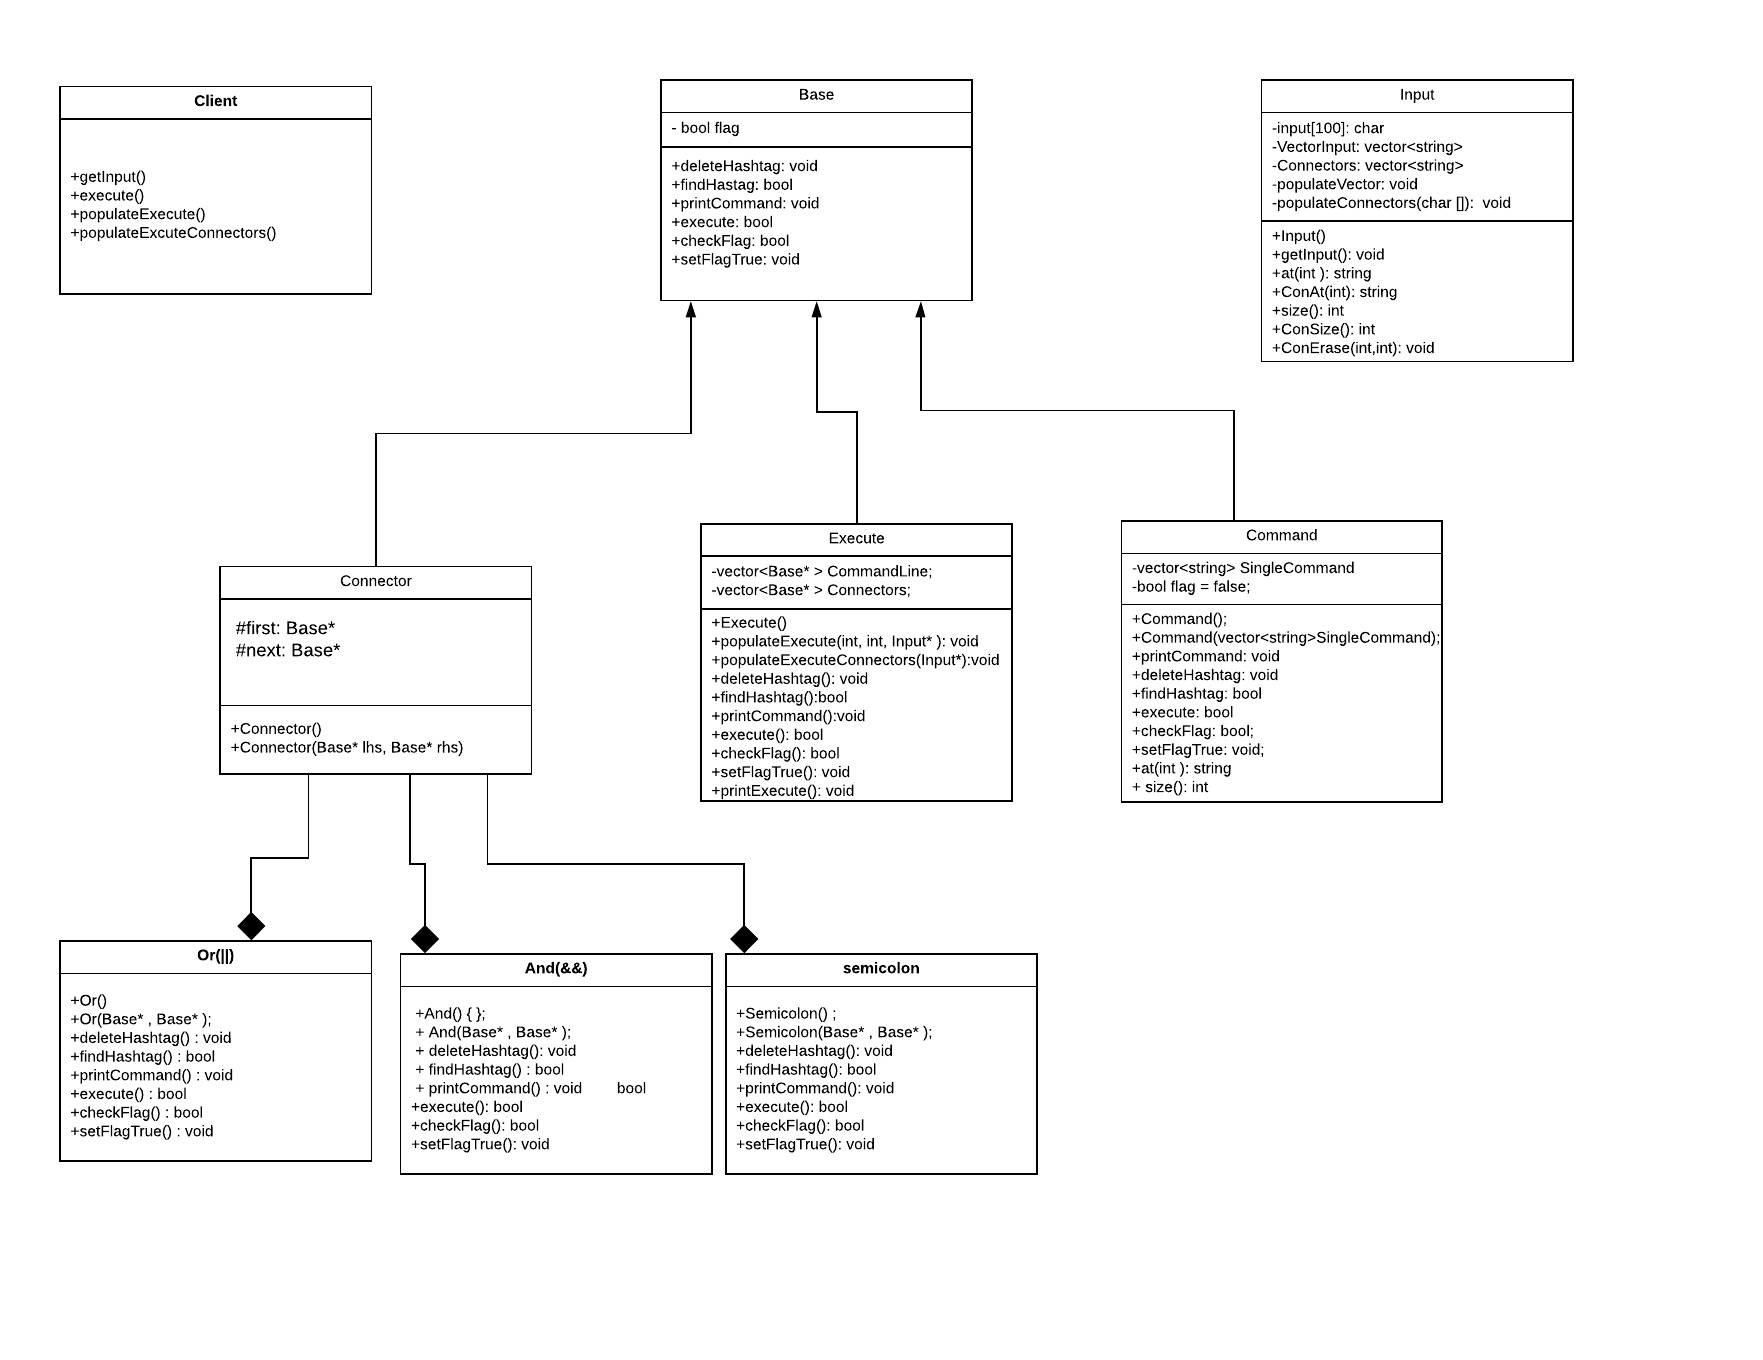 Client
+getInput()
+execute()
+populateExecute()
+populateExcuteConnectors()
Base
- bool flag
+deleteHashtag: void
+findHastag: bool
+printCommand: void
+execute: bool
+checkFlag: bool
+setFlagTrue: void
Input
-input[100]: char
-VectorInput: vector<string>
-Connectors: vector<string>
-populateVector: void
-populateConnectors(char []):  void
+Input()
+getInput(): void
+at(int ): string
+ConAt(int): string
+size(): int
+ConSize(): int
+ConErase(int,int): void
Connector
#first: Base*
#next: Base*
+Connector()
+Connector(Base* lhs, Base* rhs)
Execute
-vector<Base* > CommandLine;
-vector<Base* > Connectors;
+Execute()
+populateExecute(int, int, Input* ): void
+populateExecuteConnectors(Input*):void
+deleteHashtag(): void
+findHashtag():bool
+printCommand():void
+execute(): bool
+checkFlag(): bool
+setFlagTrue(): void
+printExecute(): void
Command
-vector<string> SingleCommand
-bool flag = false;
+Command();
+Command(vector<string>SingleCommand);
+printCommand: void
+deleteHashtag: void
+findHashtag: bool
+execute: bool
+checkFlag: bool;
+setFlagTrue: void;
+at(int ): string
+ size(): int
Or(||)
+Or()
+Or(Base* , Base* );
+deleteHashtag() : void
+findHashtag() : bool
+printCommand() : void
+execute() : bool
+checkFlag() : bool
+setFlagTrue() : void
And(&&)
+And() { };
+ And(Base* , Base* );
+ deleteHashtag(): void
+ findHashtag() : bool
+ printCommand() : void        bool
+execute(): bool
+checkFlag(): bool
+setFlagTrue(): void
semicolon
+Semicolon() ;
+Semicolon(Base* , Base* );
+deleteHashtag(): void
+findHashtag(): bool
+printCommand(): void
+execute(): bool
+checkFlag(): bool
+setFlagTrue(): void